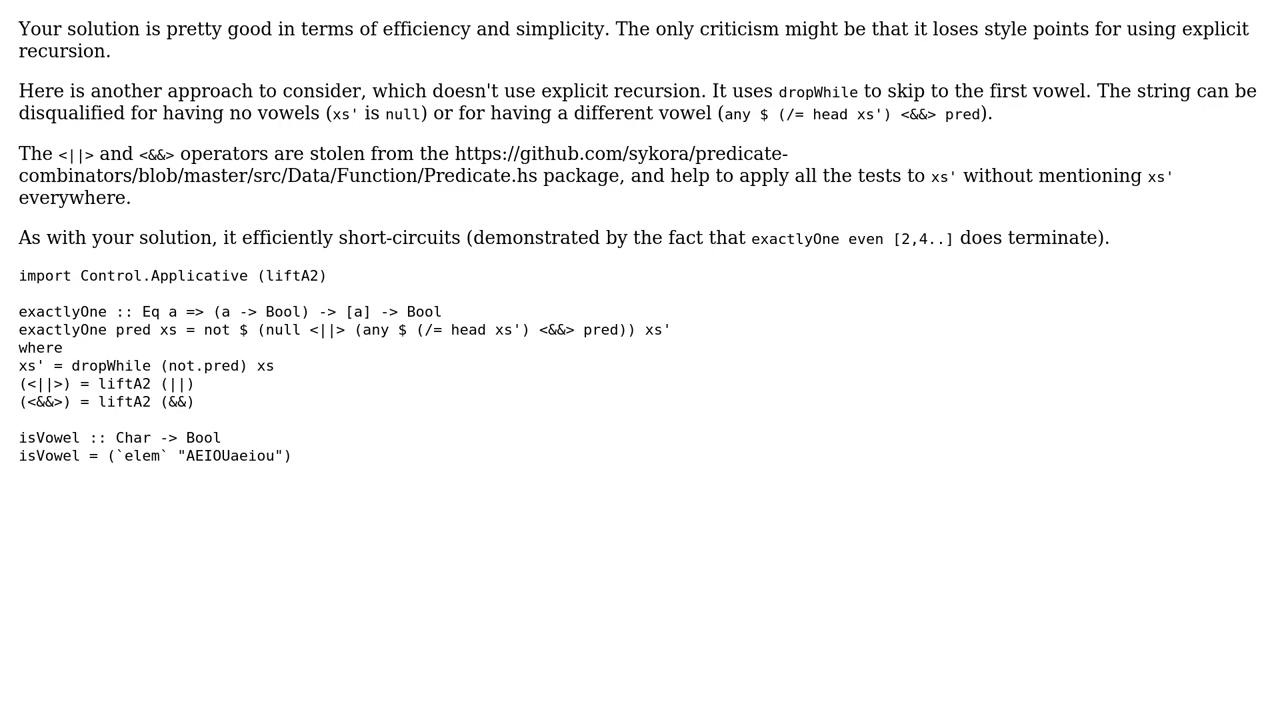 Your solution is pretty good in terms of efficiency and simplicity. The only criticism might be that it loses style points for using explicit
recursion.
Here is another approach to consider, which doesn't use explicit recursion. It uses dropWhile to skip to the first vowel. The string can be
disqualified for having no vowels (xs' is null) or for having a different vowel (any $ (/= head xs') <&&> pred).
The <||> and <&&> operators are stolen from the https://github.com/sykora/predicate-
combinators/blob/master/src/Data/Function/Predicate.hs package, and help to apply all the tests to xs' without mentioning xs'
everywhere.
As with your solution, it efficiently short-circuits (demonstrated by the fact that exactlyOne even [2,4..] does terminate).
import Control.Applicative (liftA2)
exactlyOne :: Eq a => (a -> Bool) -> [a] -> Bool
exactlyOne pred xs = not $ (null <||> (any $ (/= head xs') <&&> pred)) xs'
where
xs' = dropWhile (not.pred) xs
(<||>) = liftA2 (||)
(<&&>) = liftA2 (&&)
isVowel :: Char -> Bool
isVowel = (`elem` "AEIOUaeiou")